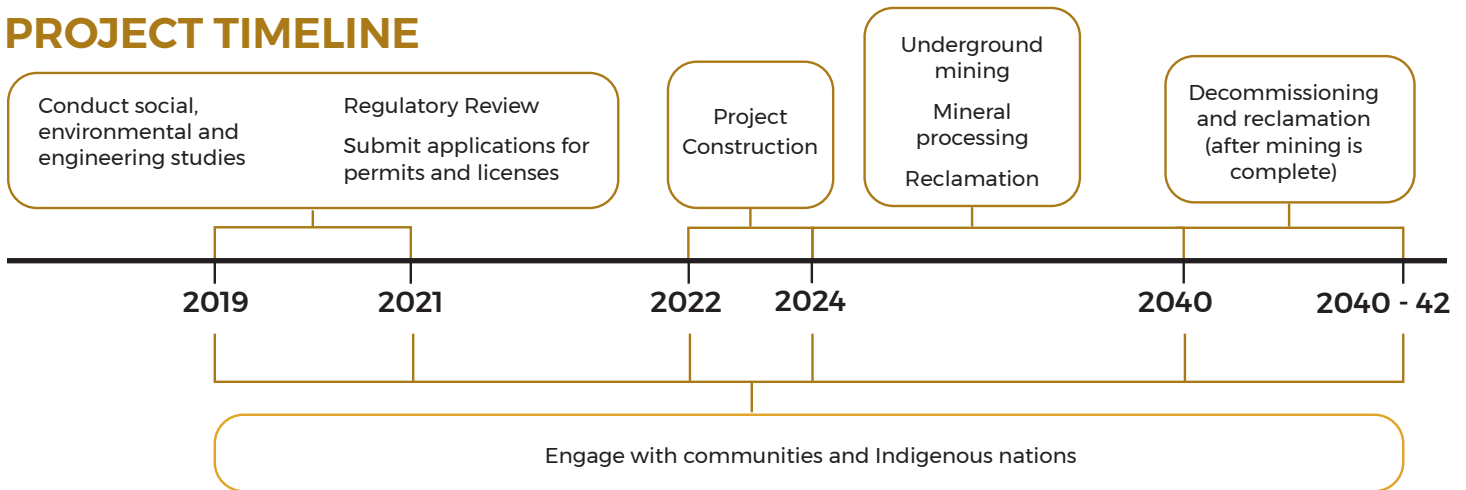 PROJECT TIMELINE
Conduct social,
environmental and
engineering studies
Regulatory Review
Submit applications for
permits and licenses
Project
Construction
Underground
mining
Mineral
processing
Reclamation
Decommissioning
and reclamation
(after mining is
complete)
2019
2021
2022
2024
2040
2040 - 42
Engage with communities and Indigenous nations